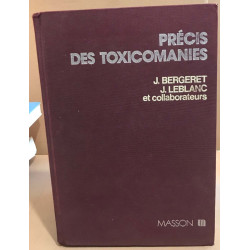 PRÉCIS
DES TOXICOMANIES
J. BERGERET
J. LEBLANC
et collaborateurs
MASSON